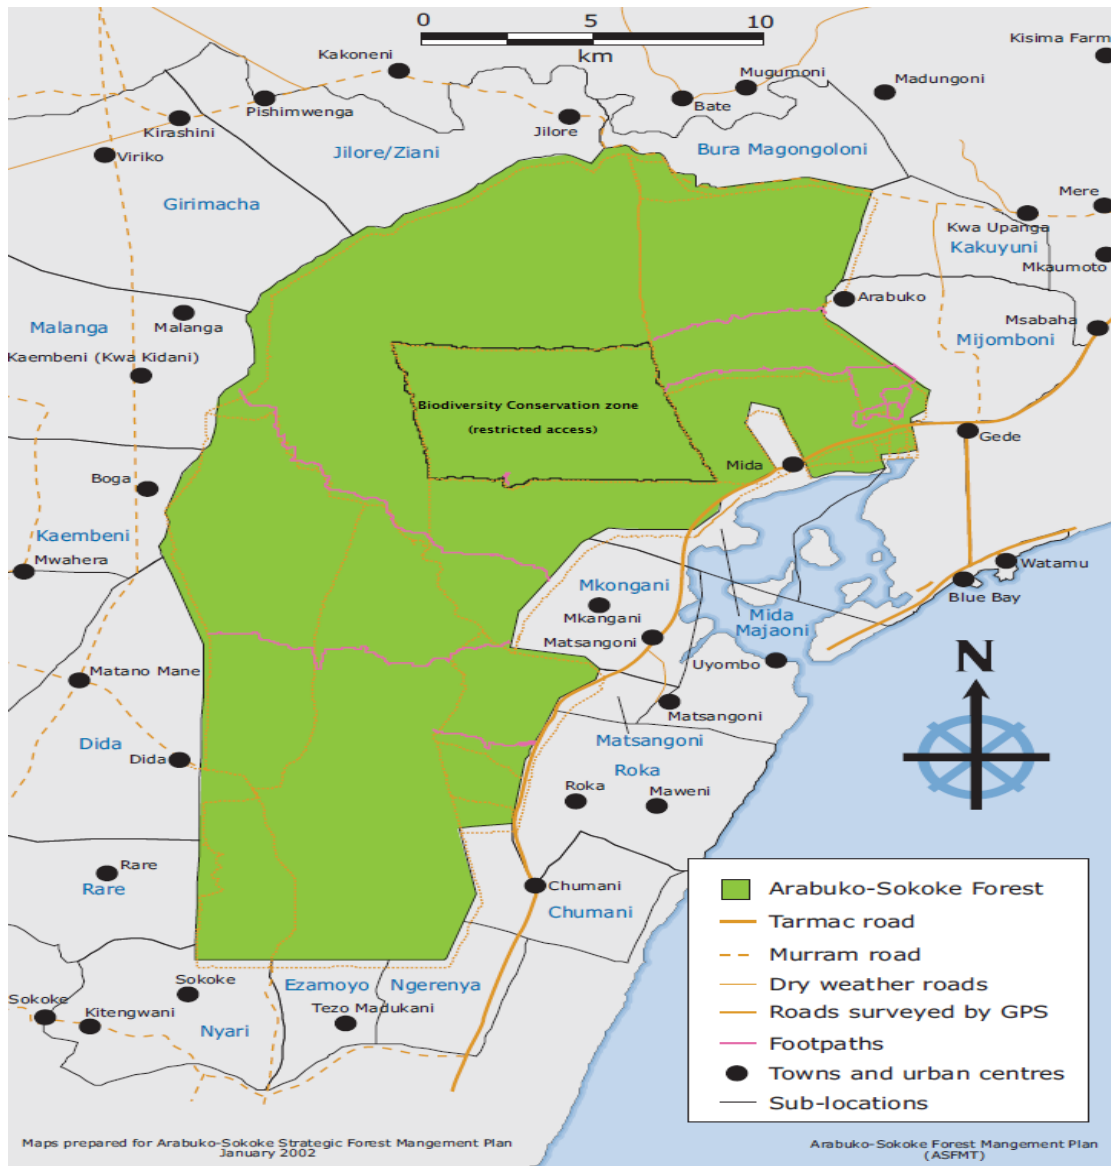 0 5 10
km
Kisima Farm
Kakoneni
Mugumoni
Madungoni
Pishimwenga
Bate
Kirashini
Jilore
Viriko
Jilore/Ziani
Bura Magongoloni
Girimacha
Mere
Kwa Upanga
Kakuyuni
Mkaumoto
Arabuko
Malanga
Malanga
Msabaha
Mijomboni
Kaembeni (Kwa Kidani)
Biodiversity Conservation zone
(restricted access)
Gede
Mida
Boga
Kaembeni
Mwahera
Watamu
Blue Bay
Mkongani
Mkangani
Mida
Majaoni
Matsangoni
Uyombo
N
Matano Mane
Matsangoni
Dida
Matsangoni
Dida
Roka
Roka
Maweni
Rare
Rare
Chumani
Chumani
Sokoke
Ezamoyo
Ngerenya
Sokoke
Kitengwani
Nyari
Tezo Madukani
Arabuko-Sokoke Forest
Tarmac road
Murram road
Dry weather roads
Roads surveyed by GPS
Footpaths
Towns and urban centres
Sub-locations
Maps prepared for Arabuko-Sokoke Strategic Forest Mangement Plan
January 2002
Arabuko-Sokoke Forest Mangement Plan
(ASFMT)